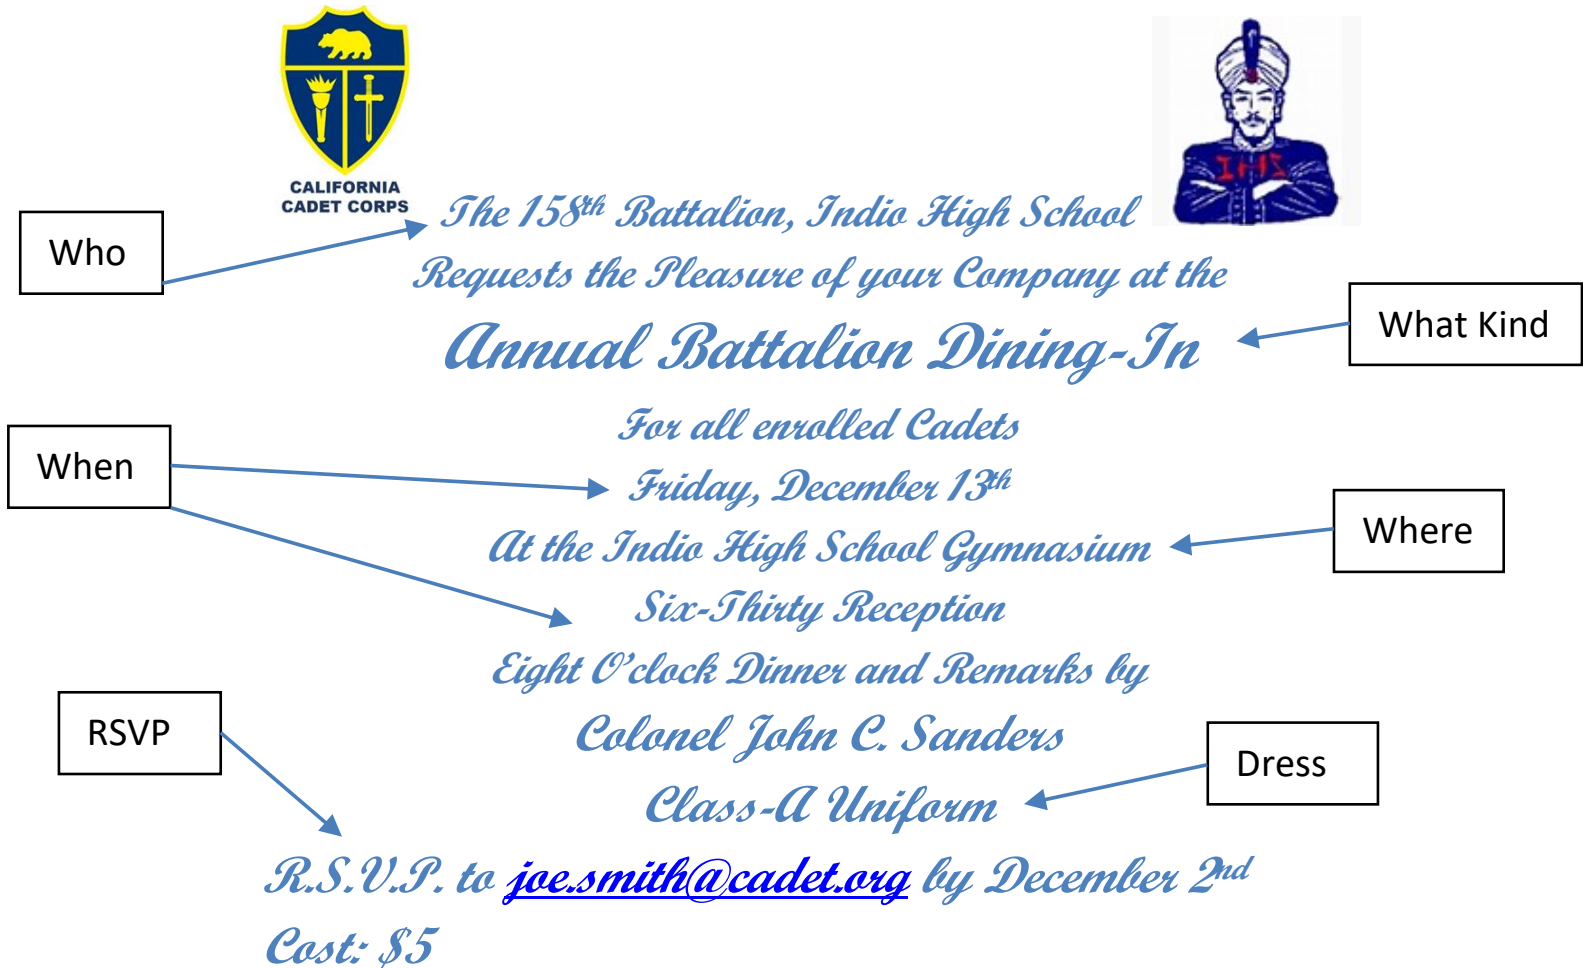 CALIFORNIA
CADET CORPS
IHS
The 158th Battalion, Indio High School
Who
Requests the Pleasure of your Company at the
What Kind
Annual Battalion Dining-In
For all enrolled Cadets
When
Friday, December 13th
Where
At the Indio High School Gymnasium
Six-Thirty Reception
Eight O'clock Dinner and Remarks by
RSVP
Colonel John C. Sanders
Dress
Class-A Uniform
R.S.V.P. to joe.smith@cadet.org by December 2nd
Cost: $5